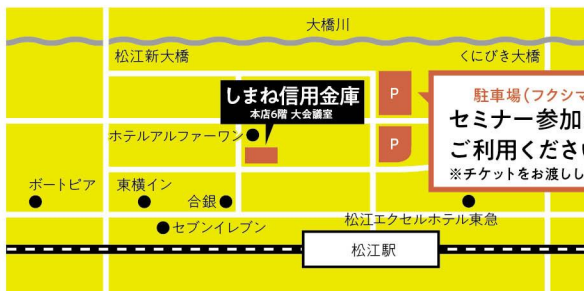 大橋川
松江新大橋
くにびき大橋
しまね信用金庫
本店6階 大会議室
P
駐車場(フクシマ
セミナー参加
ご利用ください
※チケットをお渡しし
ホテルアルファーワン
P
ボートピア
東横イン
合銀
セブンイレブン
松江エクセルホテル東急
松江駅